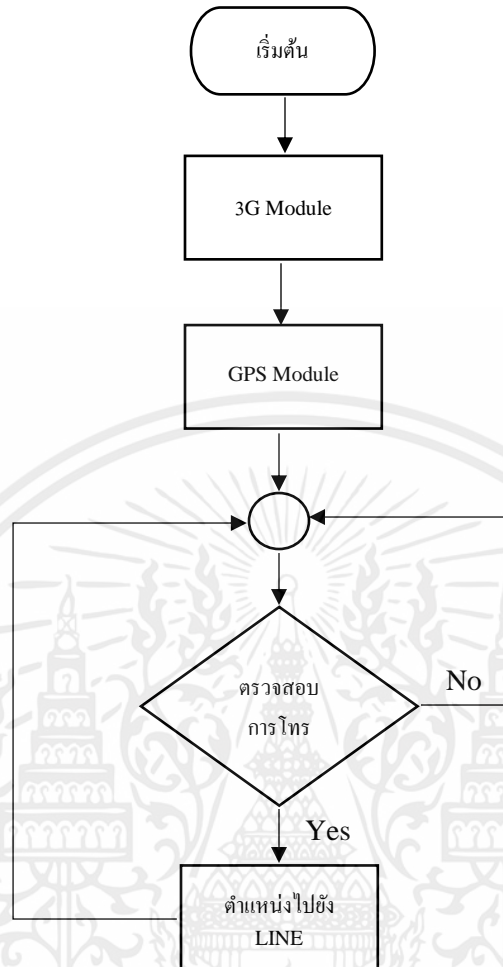 เริ่มต้น
3G Module
GPS Module
ตรวจสอบ
การโทร
No
Yes
ตำแหน่งไปยัง
LINE